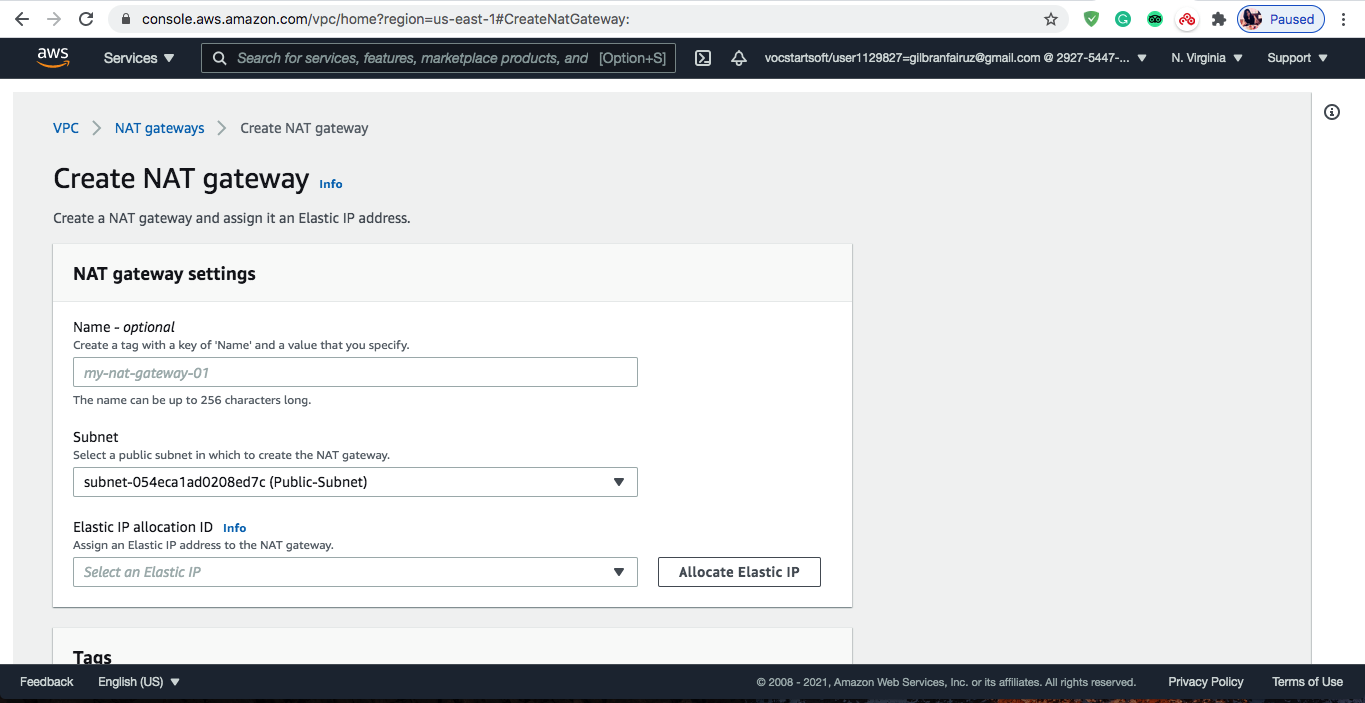 console.aws.amazon.com/vpc/home?region=us-east-1#CreateNatGateway:
Paused
aws
Services
Search for services, features, marketplace products, and [Option+S]
vocstartsoft/user1129827=gilbranfairuz@gmail.com @ 2927-5447-...
N. Virginia
Support
VPC
NAT gateways
Create NAT gateway
Create NAT gateway Info
Create a NAT gateway and assign it an Elastic IP address.
NAT gateway settings
Name - optional
Create a tag with a key of 'Name' and a value that you specify.
my-nat-gateway-01
The name can be up to 256 characters long.
Subnet
Select a public subnet in which to create the NAT gateway.
subnet-054eca1ad0208ed7c (Public-Subnet)
Elastic IP allocation ID Info
Assign an Elastic IP address to the NAT gateway.
Select an Elastic IP
Allocate Elastic IP
Tags
Feedback
English (US)
© 2008 - 2021, Amazon Web Services, Inc. or its affiliates. All rights reserved.
Privacy Policy
Terms of Use